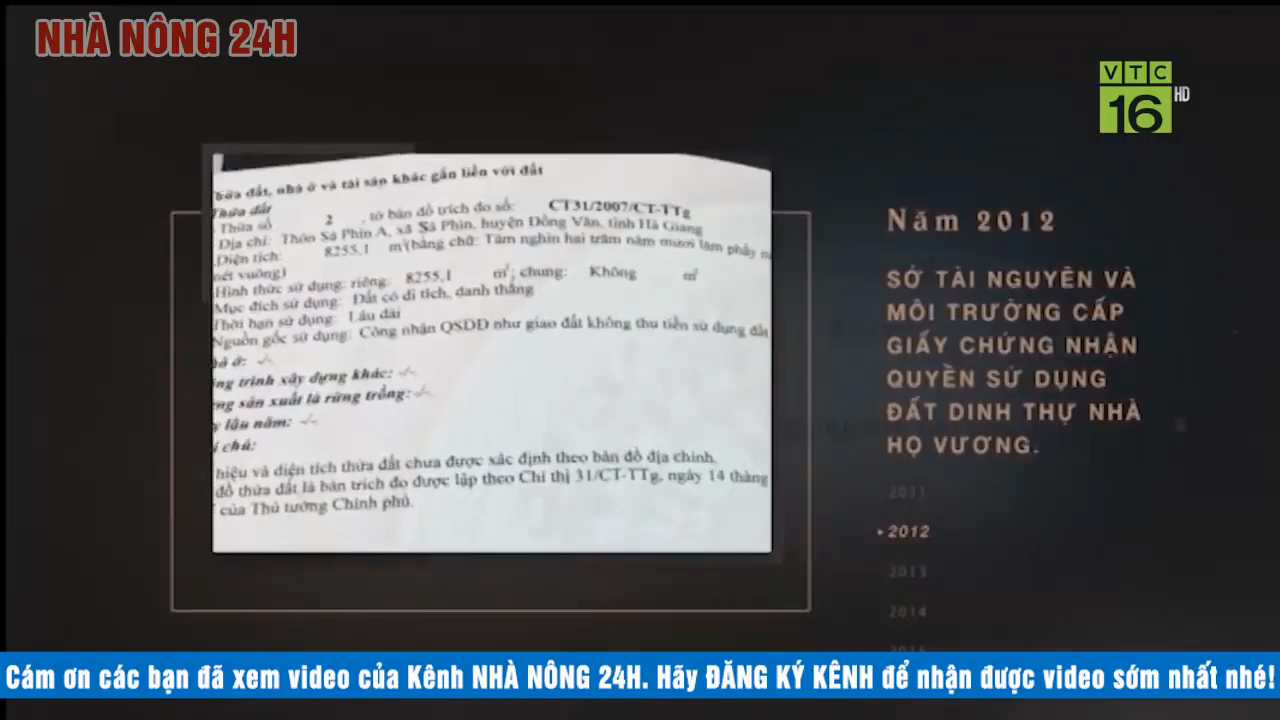 NHÀ NÔNG 24H
VTC
16 HD
hửa đất, nhà ở và tài sản khác gắn liền với đất
Thửa đất
Thửa số 2 , tờ bản đồ trích đo số: CT31/2007/CT-TTg
Địa chỉ: Thôn Sà Phìn A, xã Sà Phìn, huyện Đồng Văn, tỉnh Hà Giang
Diện tích: 8255,1 m² (bằng chữ: Tám nghìn hai trăm năm mươi lăm phẩy m
nét vuông)
Hình thức sử dụng: riêng: 8255,1 m²; chung: Không m²
Mục đích sử dụng: Đất có di tích, danh thắng
Thời hạn sử dụng: Lâu dài
Nguồn gốc sử dụng: Công nhận QSDĐ như giao đất không thu tiền sử dụng đất
hà ở: -/-
ng trình xây dựng khác: -/-
ng sản xuất là rừng trồng: -/-
y lâu năm: -/-
i chú:
hiệu và diện tích thửa đất chưa được xác định theo bản đồ địa chính.
đồ thửa đất là bản trích đo được lập theo Chỉ thị 31/CT-TTg, ngày 14 tháng
của Thủ tướng Chính phủ.
Năm 2012
SỞ TÀI NGUYÊN VÀ
MÔI TRƯỜNG CẤP
GIẤY CHỨNG NHẬN
QUYỀN SỬ DỤNG
ĐẤT DINH THỰ NHÀ
HỌ VƯƠNG.
2011
2012
2013
2014
2015
Cám ơn các bạn đã xem video của Kênh NHÀ NÔNG 24H. Hãy ĐĂNG KÝ KÊNH để nhận được video sớm nhất nhé!